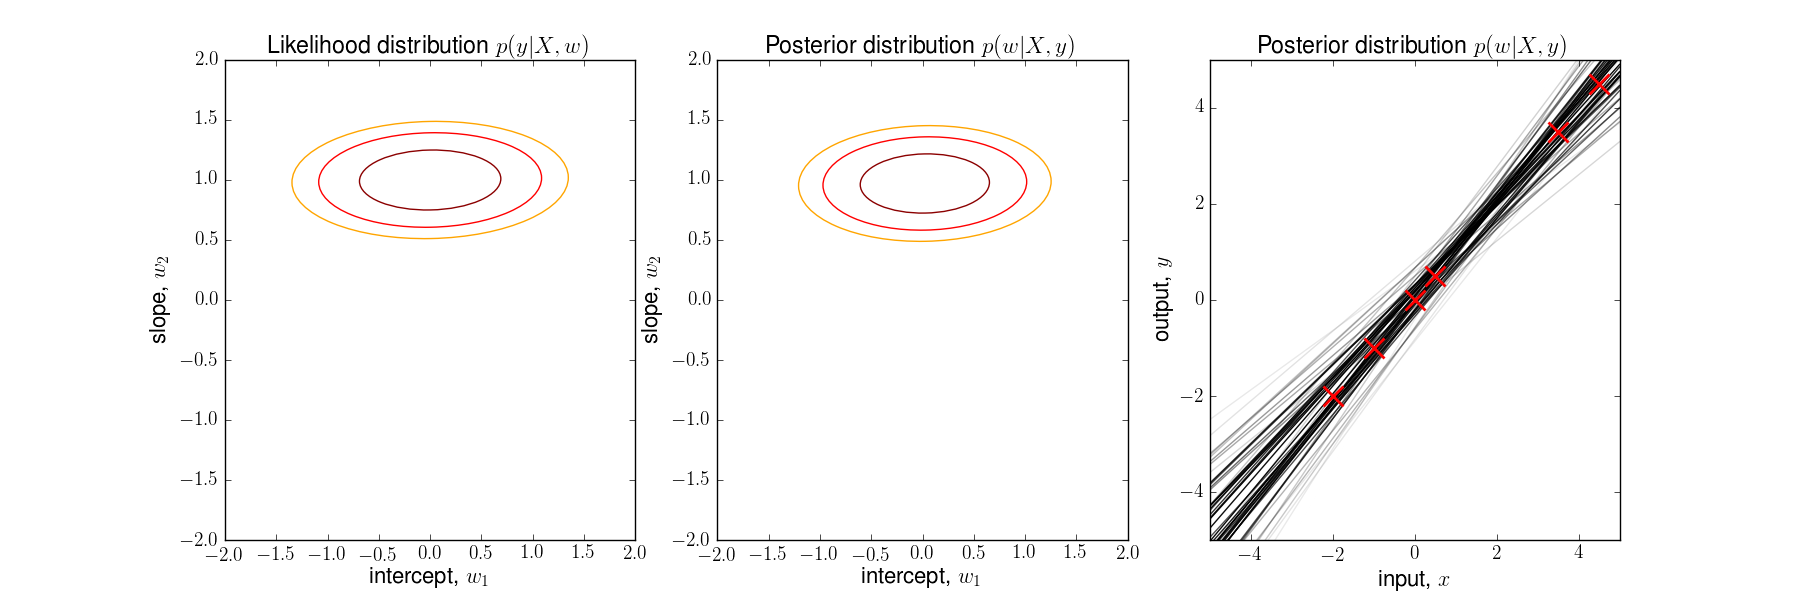 Likelihood distribution p(y|X, w)
2.0
1.5
1.0
0.5
0.0
−0.5
−1.0
−1.5
−2.0
slope, w₂
−2.0 −1.5 −1.0 −0.5 0.0 0.5 1.0 1.5 2.0
intercept, w₁
Posterior distribution p(w|X, y)
2.0
1.5
1.0
0.5
0.0
−0.5
−1.0
−1.5
−2.0
slope, w₂
−2.0 −1.5 −1.0 −0.5 0.0 0.5 1.0 1.5 2.0
intercept, w₁
Posterior distribution p(w|X, y)
4
2
0
−2
−4
output, y
−4 −2 0 2 4
input, x